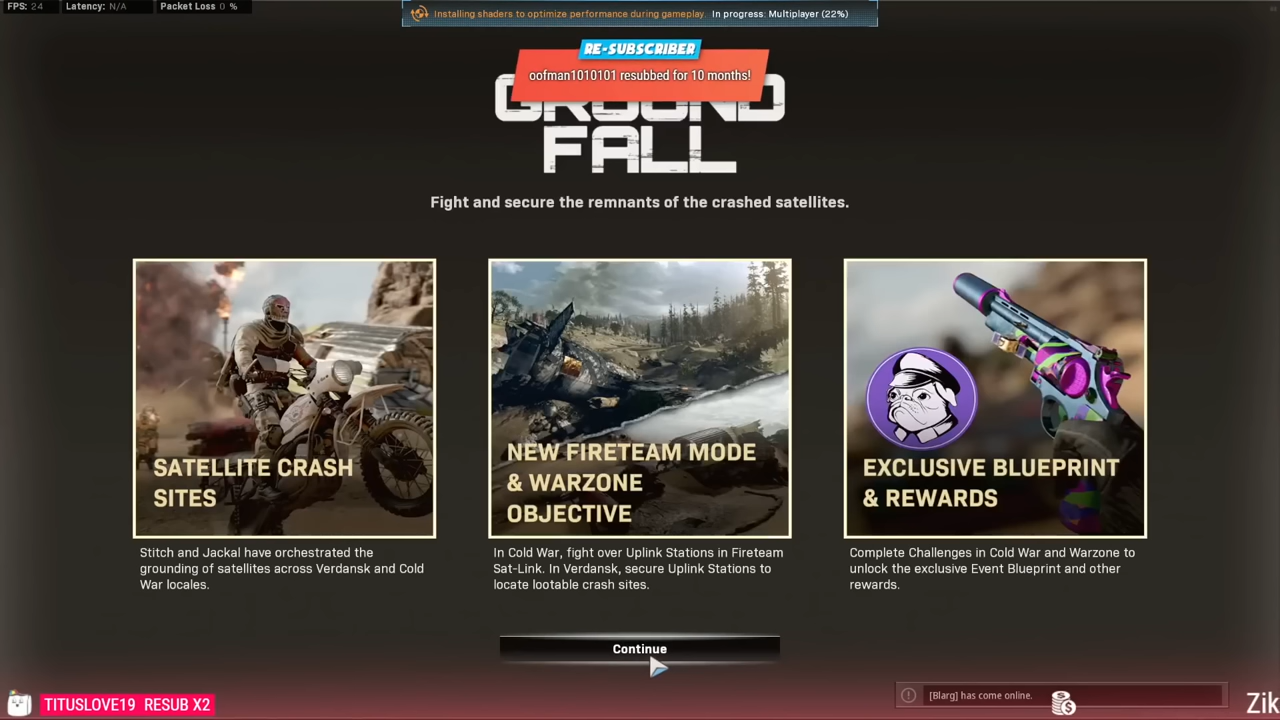 FPS: 24 Latency: N/A Packet Loss 0 %
Installing shaders to optimize performance during gameplay. In progress: Multiplayer (22%)
RE-SUBSCRIBER
oofman1010101 resubbed for 10 months!
GROUND
FALL
Fight and secure the remnants of the crashed satellites.
SATELLITE CRASH
SITES
Stitch and Jackal have orchestrated the
grounding of satellites across Verdansk and Cold
War locales.
NEW FIRETEAM MODE
& WARZONE
OBJECTIVE
In Cold War, fight over Uplink Stations in Fireteam
Sat-Link. In Verdansk, secure Uplink Stations to
locate lootable crash sites.
EXCLUSIVE BLUEPRINT
& REWARDS
Complete Challenges in Cold War and Warzone to
unlock the exclusive Event Blueprint and other
rewards.
Continue
TITUSLOVE19 RESUB X2
[Blarg] has come online.
Zik